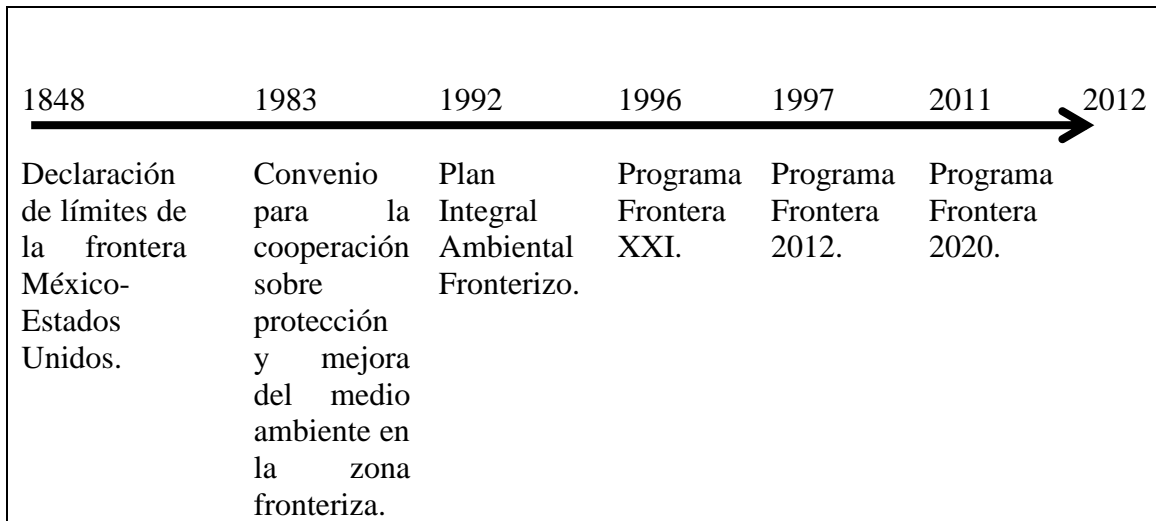 1848 1983 1992 1996 1997 2011 2012
Declaración
de límites de
la frontera
México-
Estados
Unidos.
Convenio
para la
cooperación
sobre
protección
y mejora
del medio
ambiente en
la zona
fronteriza.
Plan
Integral
Ambiental
Fronterizo.
Programa
Frontera
XXI.
Programa
Frontera
2012.
Programa
Frontera
2020.